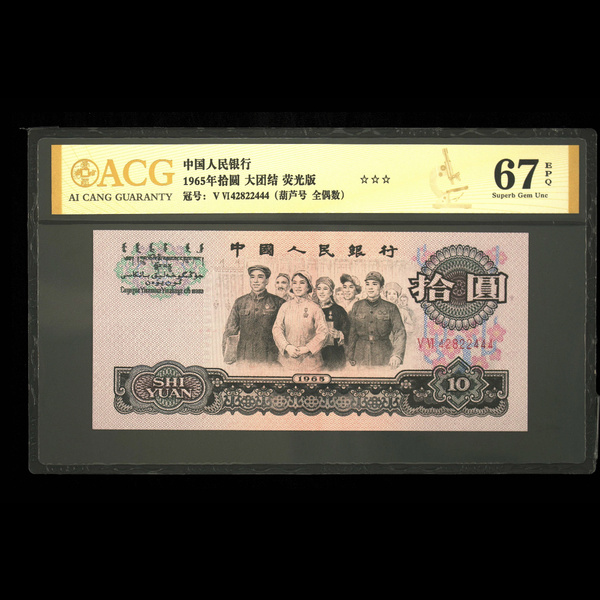 ACG
AI CANG GUARANTY
中国人民银行
1965年拾圆 大团结 荧光版
冠号：V VI 42822444（葫芦号 全偶数）
☆☆☆
67
EPQ
Superb Gem Unc
中國人民銀行
拾圓
V VI 42822444
SHI
YUAN
1965
10